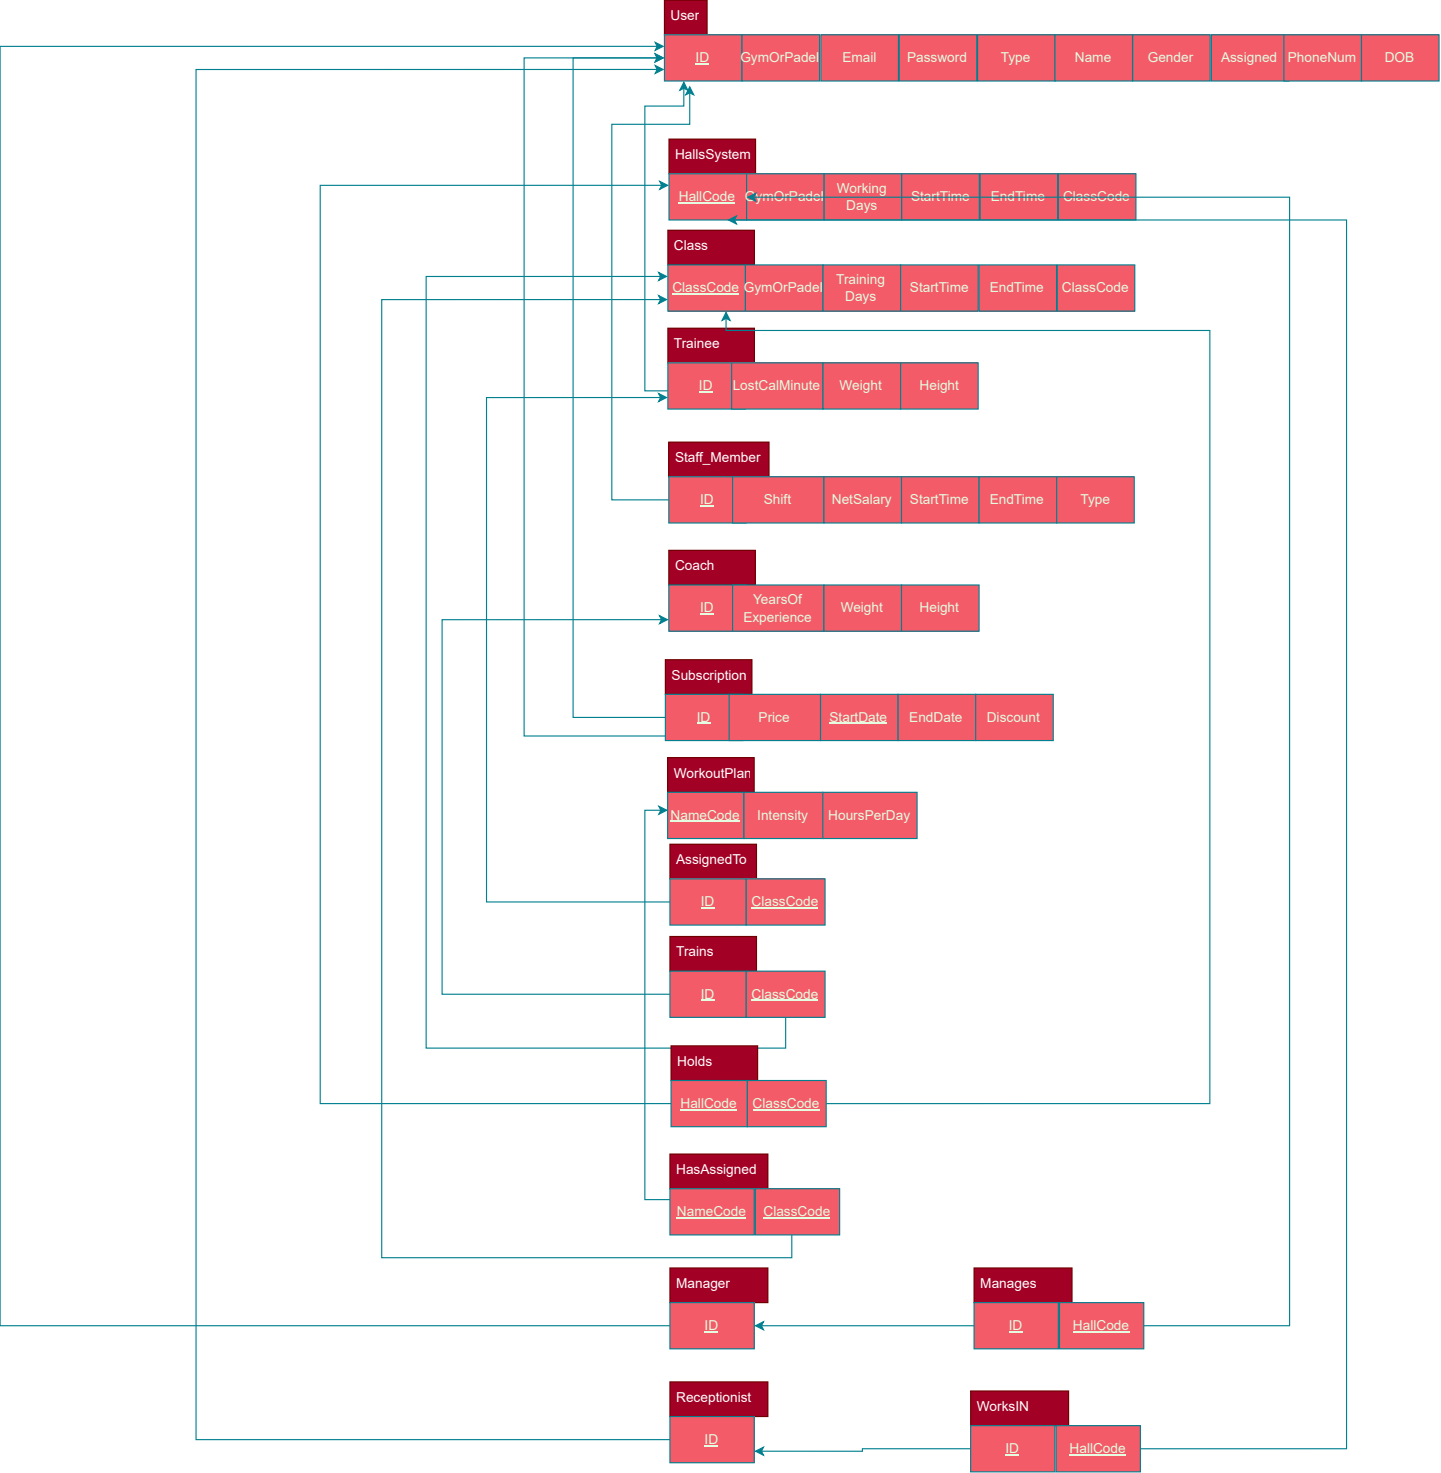 User
ID GymOrPadel Email Password Type Name Gender Assigned PhoneNum DOB
HallsSystem
HallCode GymOrPadel Working Days StartTime EndTime ClassCode
Class
ClassCode GymOrPadel Training Days StartTime EndTime ClassCode
Trainee
ID LostCalMinute Weight Height
Staff_Member
ID Shift NetSalary StartTime EndTime Type
Coach
ID YearsOf Experience Weight Height
Subscription
ID Price StartDate EndDate Discount
WorkoutPlan
NameCode Intensity HoursPerDay
AssignedTo
ID ClassCode
Trains
ID ClassCode
Holds
HallCode ClassCode
HasAssigned
NameCode ClassCode
Manager
ID
Manages
ID HallCode
Receptionist
ID
WorksIN
ID HallCode